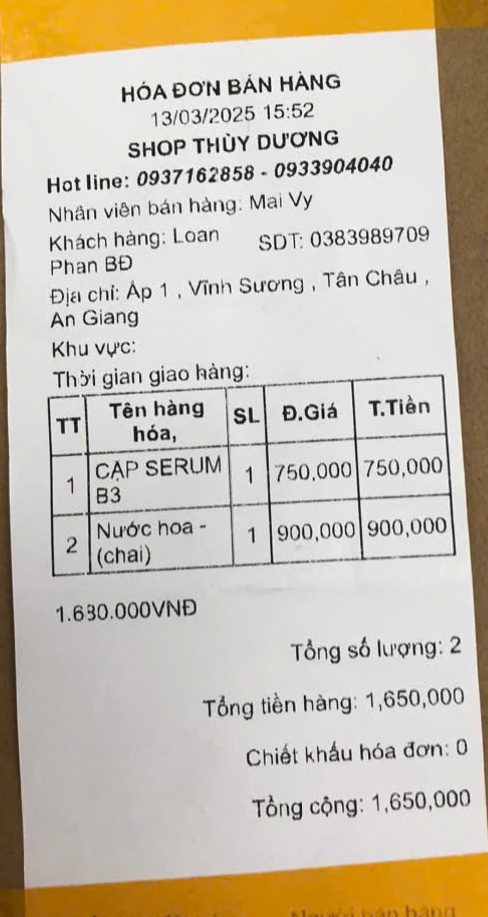 HÓA ĐƠN BÁN HÀNG
13/03/2025 15:52
SHOP THÙY DƯƠNG
Hot line: 0937162858 - 0933904040
Nhân viên bán hàng: Mai Vy
Khách hàng: Loan Phan BĐ
SDT: 0383989709
Địa chỉ: Ấp 1 , Vĩnh Sương , Tân Châu ,
An Giang
Khu vực:
Thời gian giao hàng:
TT Tên hàng hóa, SL Đ.Giá T.Tiền
1 CẶP SERUM B3 1 750,000 750,000
2 Nước hoa - (chai) 1 900,000 900,000
1.680.000VNĐ
Tổng số lượng: 2
Tổng tiền hàng: 1,650,000
Chiết khấu hóa đơn: 0
Tổng cộng: 1,650,000